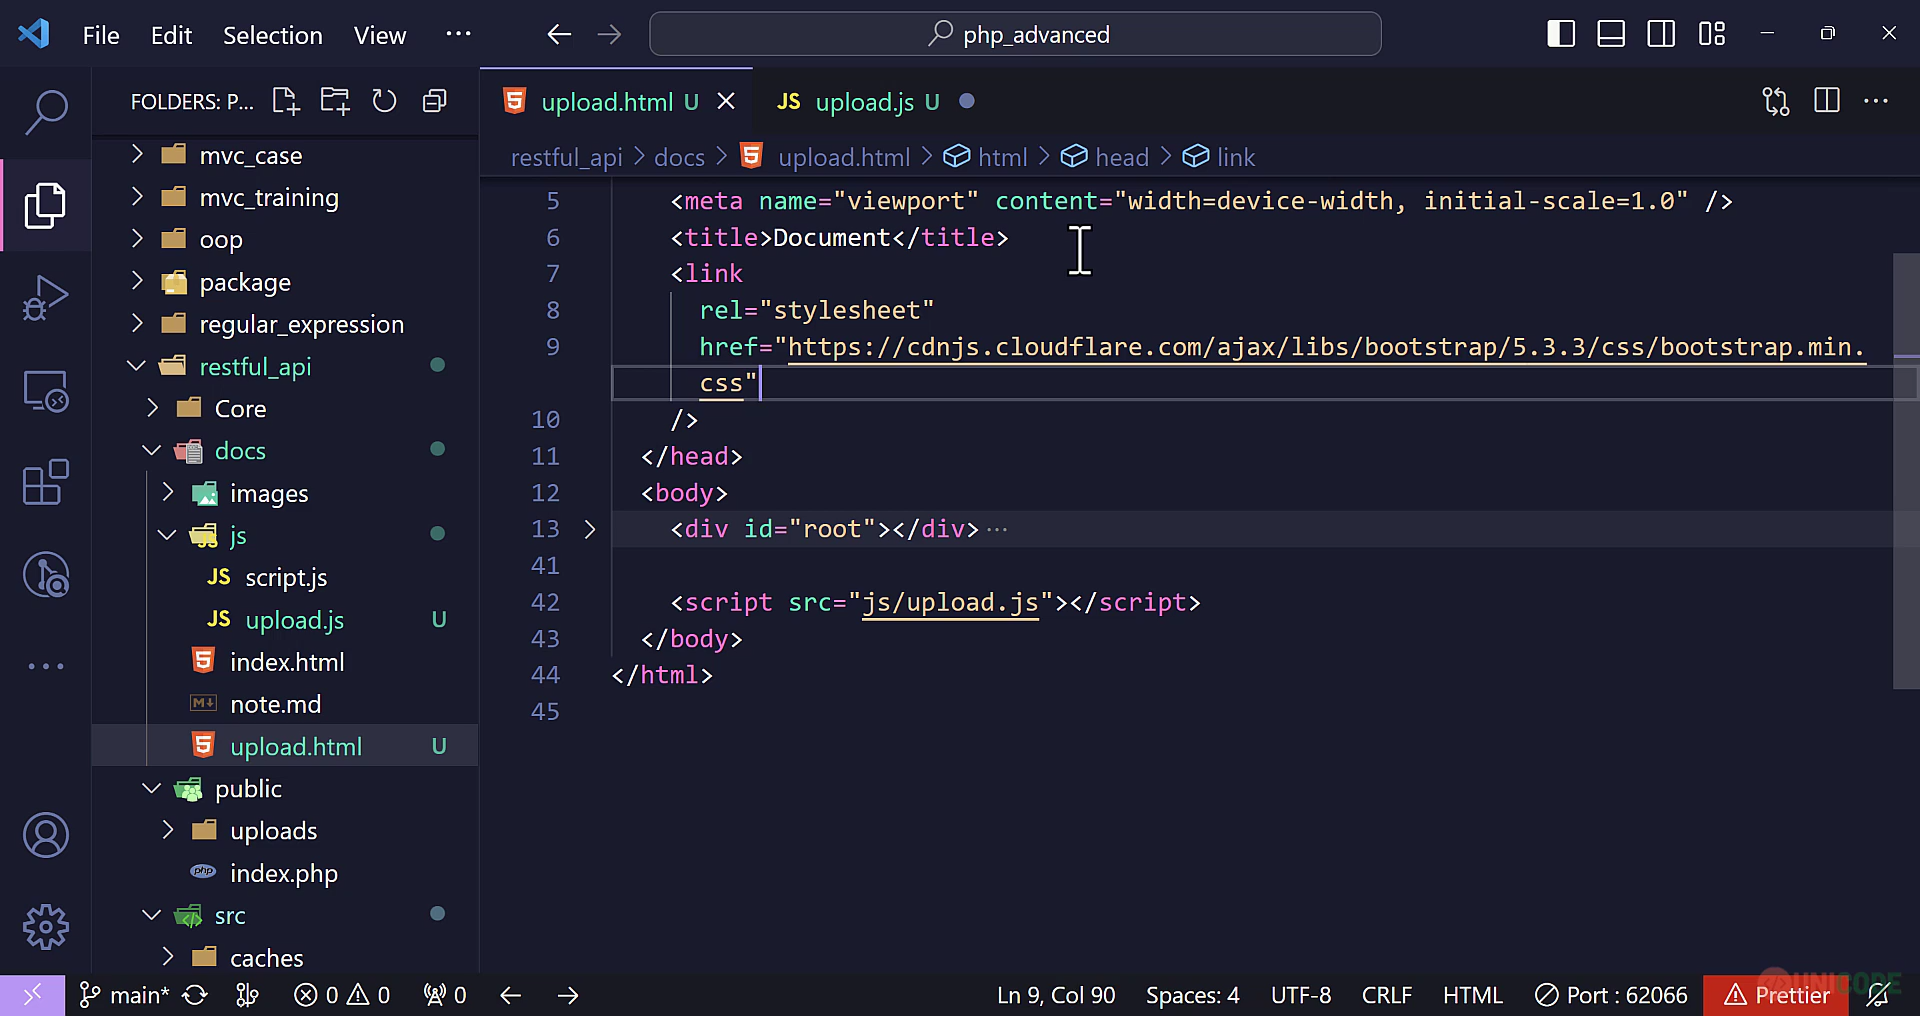 File Edit Selection View ··· php_advanced
FOLDERS: P...
upload.html U
JS upload.js U
restful_api > docs > upload.html > html > head > link
mvc_case
mvc_training
oop
package
regular_expression
restful_api
Core
docs
images
js
JS script.js
JS upload.js U
index.html
note.md
upload.html U
public
uploads
php index.php
src
caches
5 <meta name="viewport" content="width=device-width, initial-scale=1.0" />
6 <title>Document</title>
7 <link
8 rel="stylesheet"
9 href="https://cdnjs.cloudflare.com/ajax/libs/bootstrap/5.3.3/css/bootstrap.min.
css"
10 />
11 </head>
12 <body>
13 <div id="root"></div>···
41
42 <script src="js/upload.js"></script>
43 </body>
44 </html>
45
main* 0 0 0 Ln 9, Col 90 Spaces: 4 UTF-8 CRLF HTML Port : 62066 Prettier
UNICODE